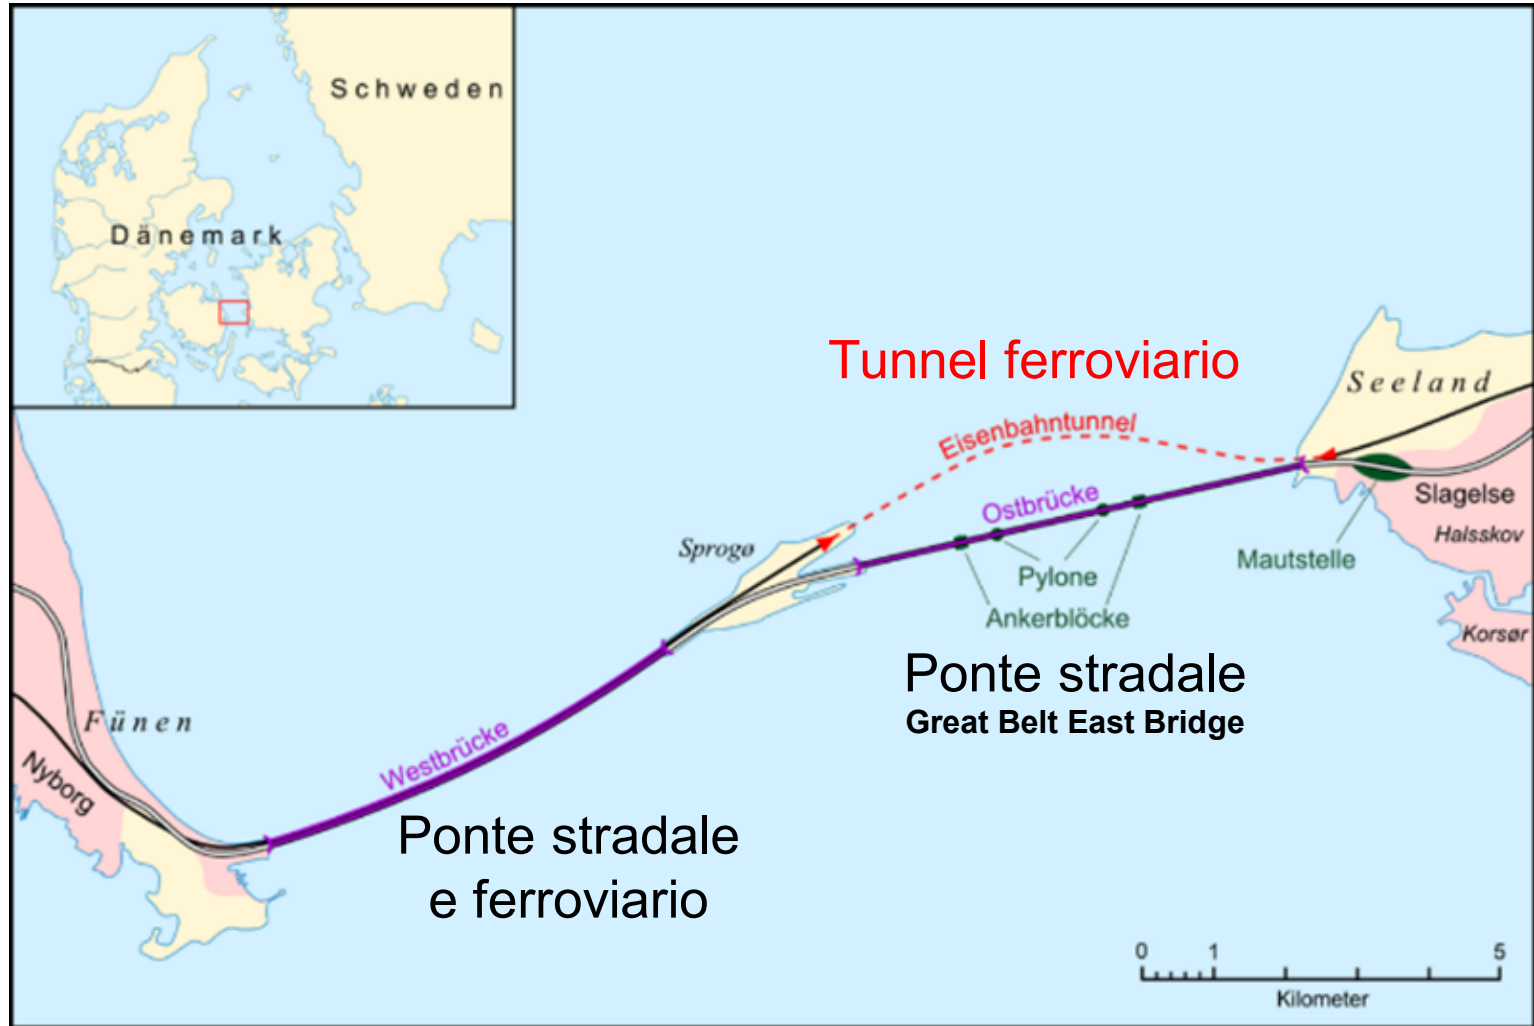 Schweden
Dänemark
Tunnel ferroviario
Seeland
Eisenbahntunnel
Ostbrücke
Slagelse
Halsskov
Sprogø
Mautstelle
Pylone
Ankerblöcke
Korsør
Ponte stradale
Great Belt East Bridge
Fünen
Westbrücke
Nyborg
Ponte stradale
e ferroviario
0 1 5
Kilometer